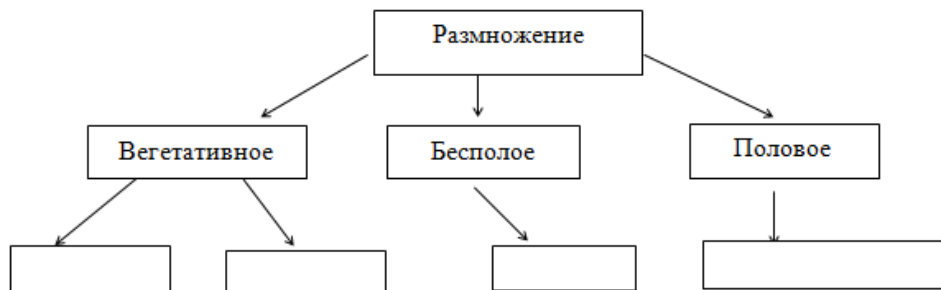 Размножение
Вегетативное
Бесполое
Половое